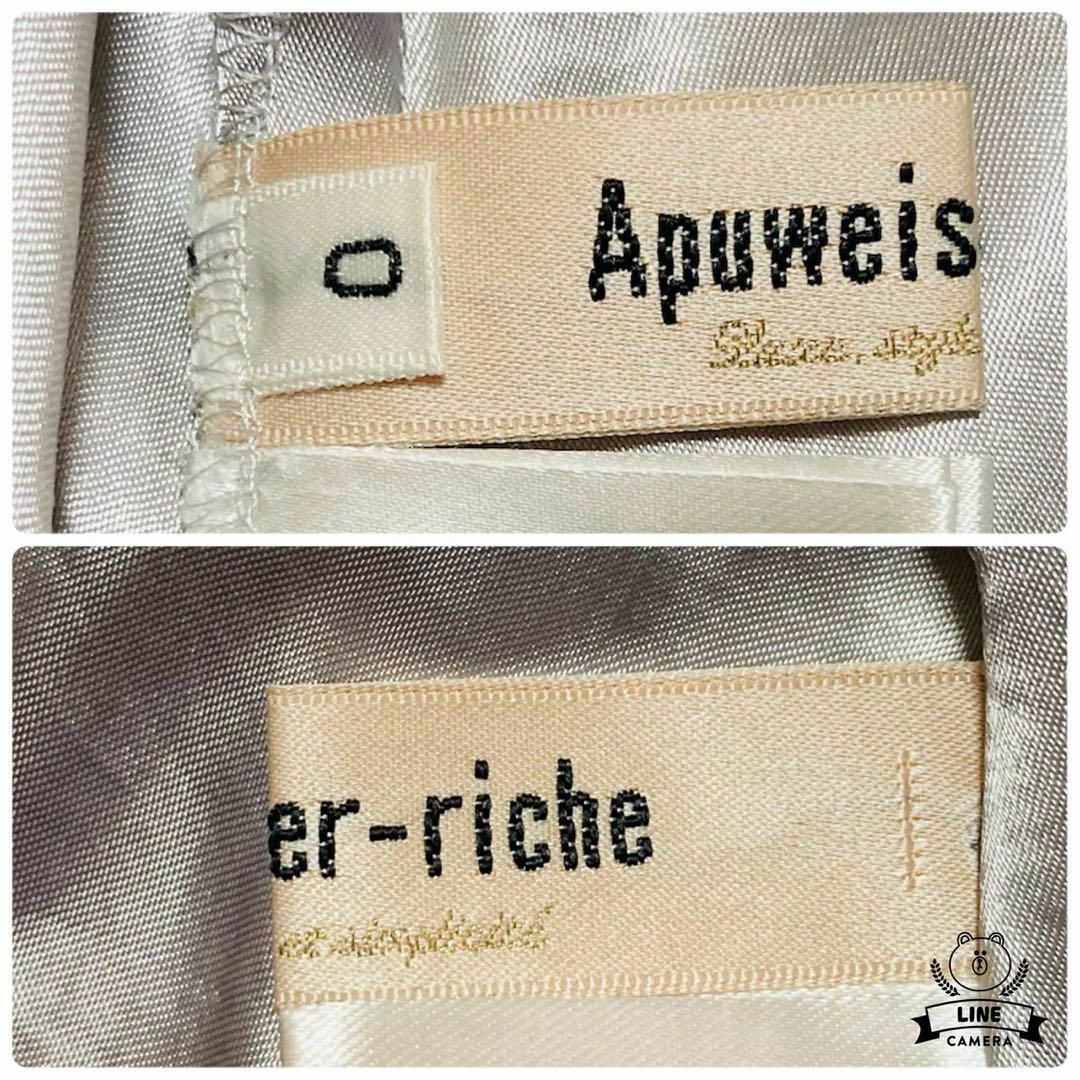 0
Apuweis
er-riche
LINE
CAMERA